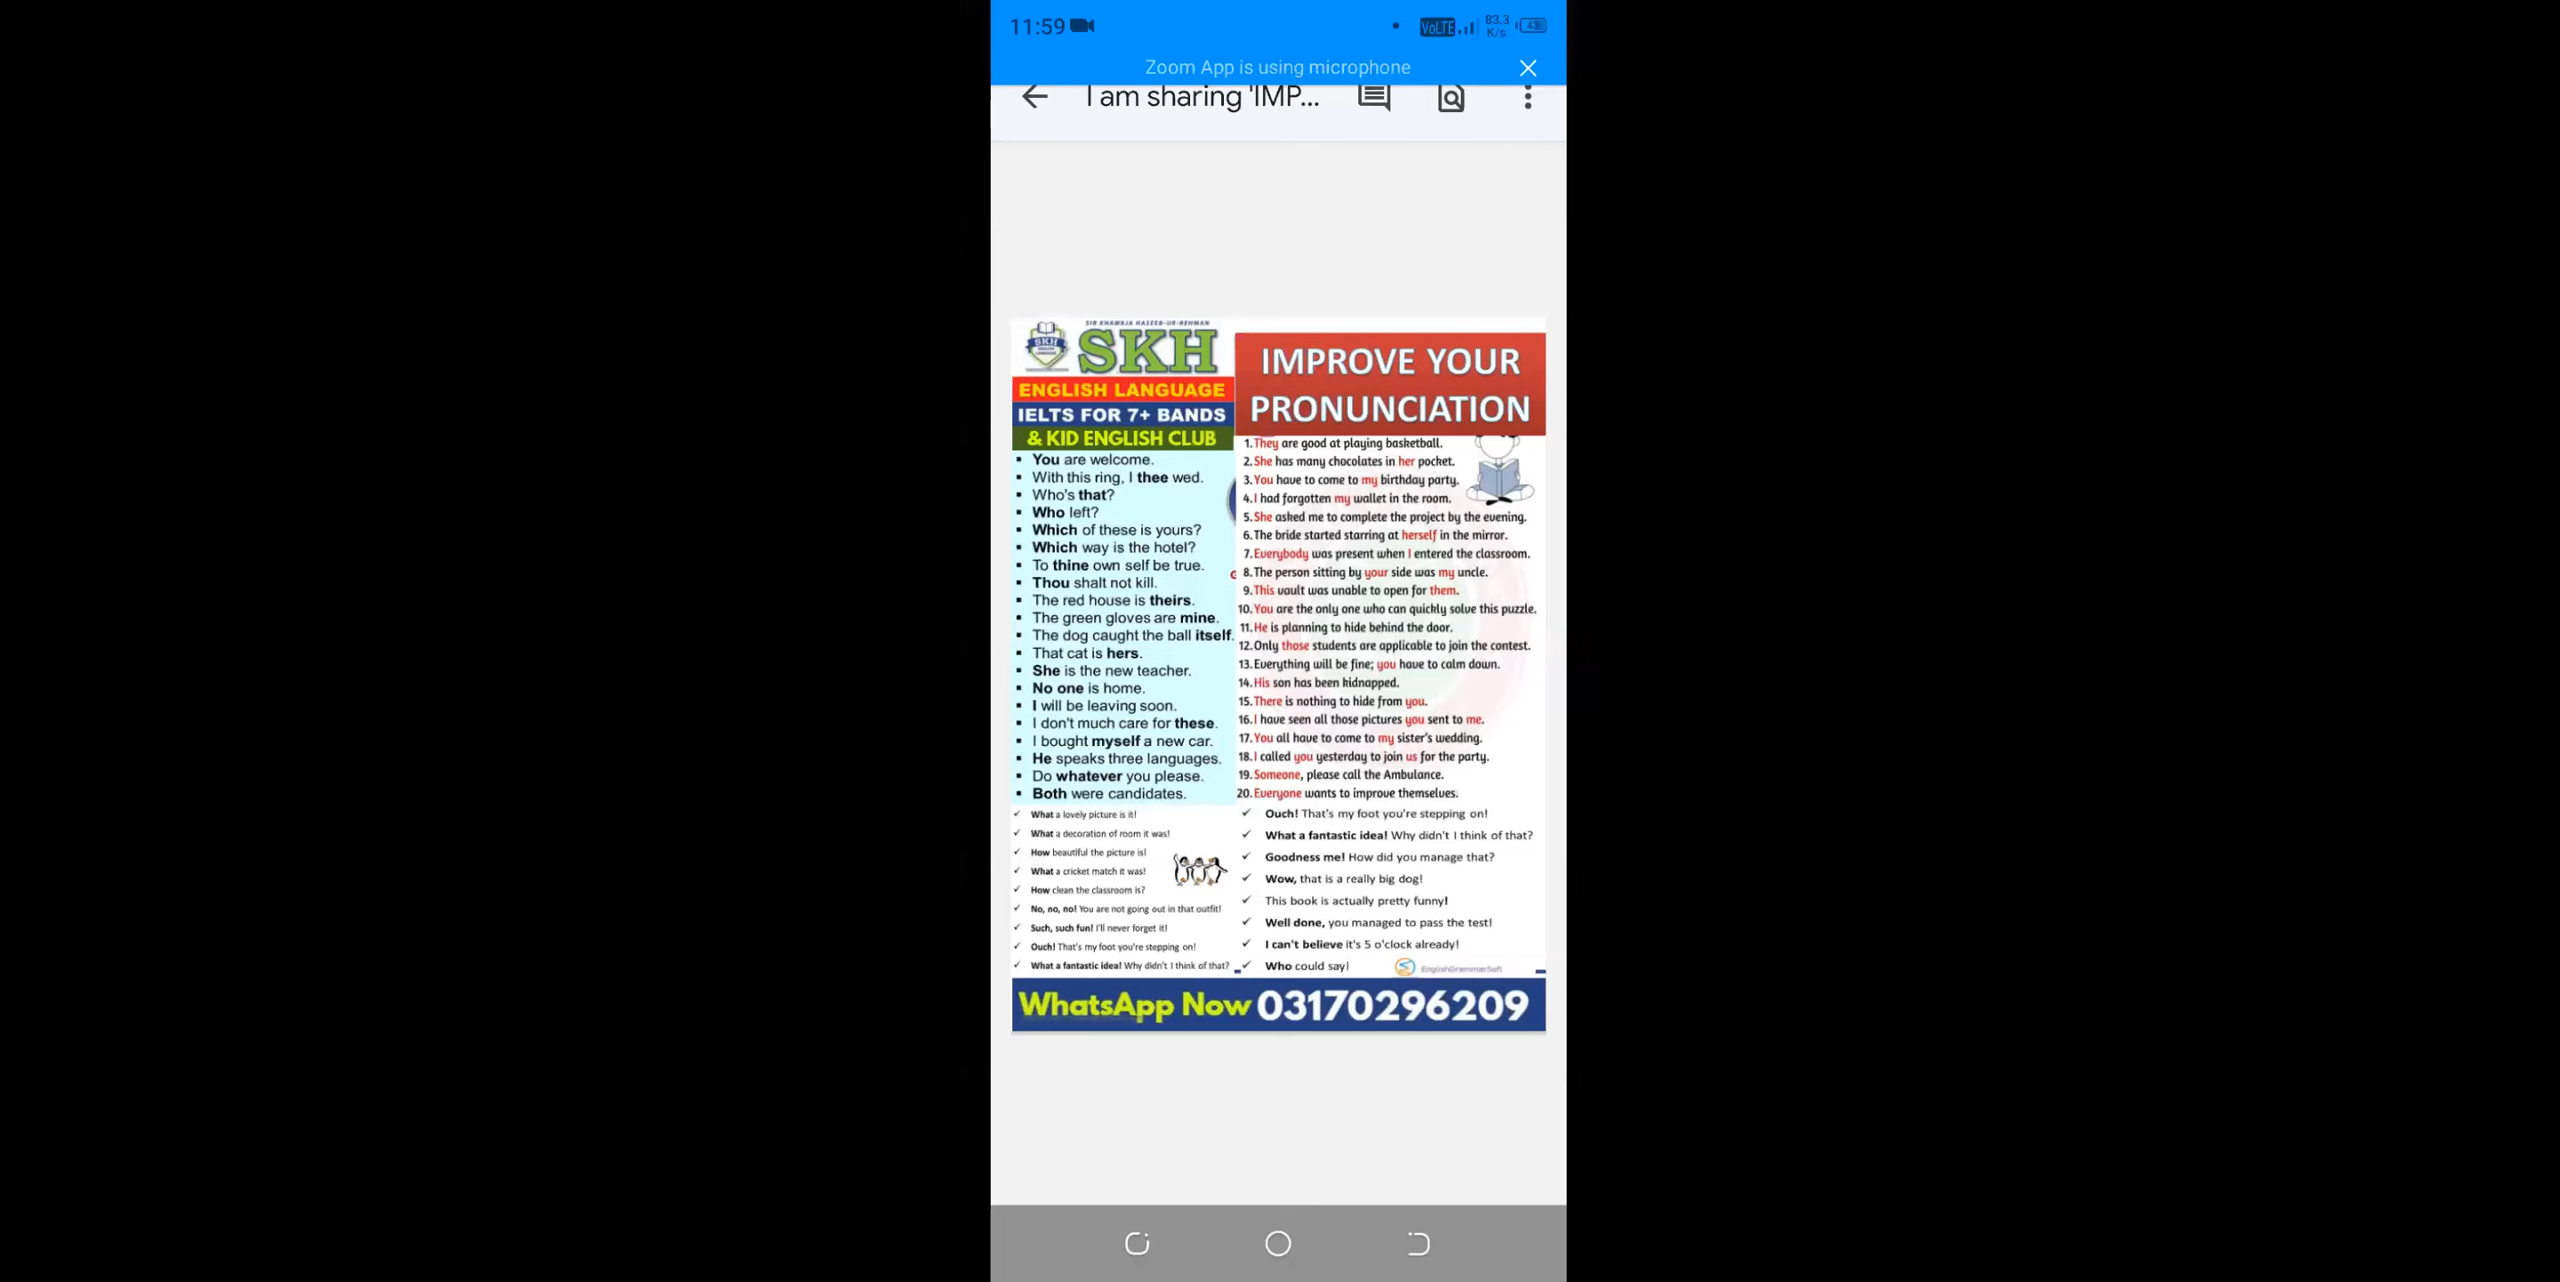 11:59
VoLTE
83.3
K/s
43
Zoom App is using microphone
I am sharing 'IMP...
SIR KHAWAJA HASEEB-UR-REHMAN
SKH
SKH
ENGLISH LANGUAGE
IELTS FOR 7+ BANDS
& KID ENGLISH CLUB
▪ You are welcome.
▪ With this ring, I thee wed.
▪ Who's that?
▪ Who left?
▪ Which of these is yours?
▪ Which way is the hotel?
▪ To thine own self be true.
▪ Thou shalt not kill.
▪ The red house is theirs.
▪ The green gloves are mine.
▪ The dog caught the ball itself.
▪ That cat is hers.
▪ She is the new teacher.
▪ No one is home.
▪ I will be leaving soon.
▪ I don't much care for these.
▪ I bought myself a new car.
▪ He speaks three languages.
▪ Do whatever you please.
▪ Both were candidates.
✓ What a lovely picture is it!
✓ What a decoration of room it was!
✓ How beautiful the picture is!
✓ What a cricket match it was!
✓ How clean the classroom is?
✓ No, no, no! You are not going out in that outfit!
✓ Such, such fun! I'll never forget it!
✓ Ouch! That's my foot you're stepping on!
✓ What a fantastic idea! Why didn't I think of that?
IMPROVE YOUR
PRONUNCIATION
1. They are good at playing basketball.
2. She has many chocolates in her pocket.
3. You have to come to my birthday party.
4. I had forgotten my wallet in the room.
5. She asked me to complete the project by the evening.
6. The bride started starring at herself in the mirror.
7. Everybody was present when I entered the classroom.
8. The person sitting by your side was my uncle.
9. This vault was unable to open for them.
10. You are the only one who can quickly solve this puzzle.
11. He is planning to hide behind the door.
12. Only those students are applicable to join the contest.
13. Everything will be fine; you have to calm down.
14. His son has been kidnapped.
15. There is nothing to hide from you.
16. I have seen all those pictures you sent to me.
17. You all have to come to my sister's wedding.
18. I called you yesterday to join us for the party.
19. Someone, please call the Ambulance.
20. Everyone wants to improve themselves.
✓ Ouch! That's my foot you're stepping on!
✓ What a fantastic idea! Why didn't I think of that?
✓ Goodness me! How did you manage that?
✓ Wow, that is a really big dog!
✓ This book is actually pretty funny!
✓ Well done, you managed to pass the test!
✓ I can't believe it's 5 o'clock already!
✓ Who could say!
EnglishGrammarSoft
WhatsApp Now 03170296209